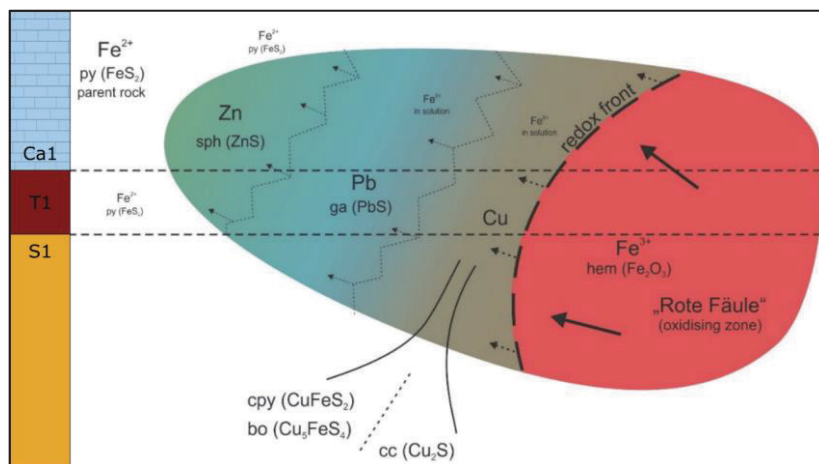 Fe²⁺
py (FeS₂)
parent rock
Ca1
T1
S1
Fe²⁺
py (FeS₂)
Fe²⁺
py (FeS₂)
Zn
sph (ZnS)
Fe²⁺
in solution
Pb
ga (PbS)
Fe²⁺
in solution
Cu
redox front
Fe³⁺
hem (Fe₂O₃)
„Rote Fäule“
(oxidising zone)
cpy (CuFeS₂)
bo (Cu₅FeS₄)
cc (Cu₂S)